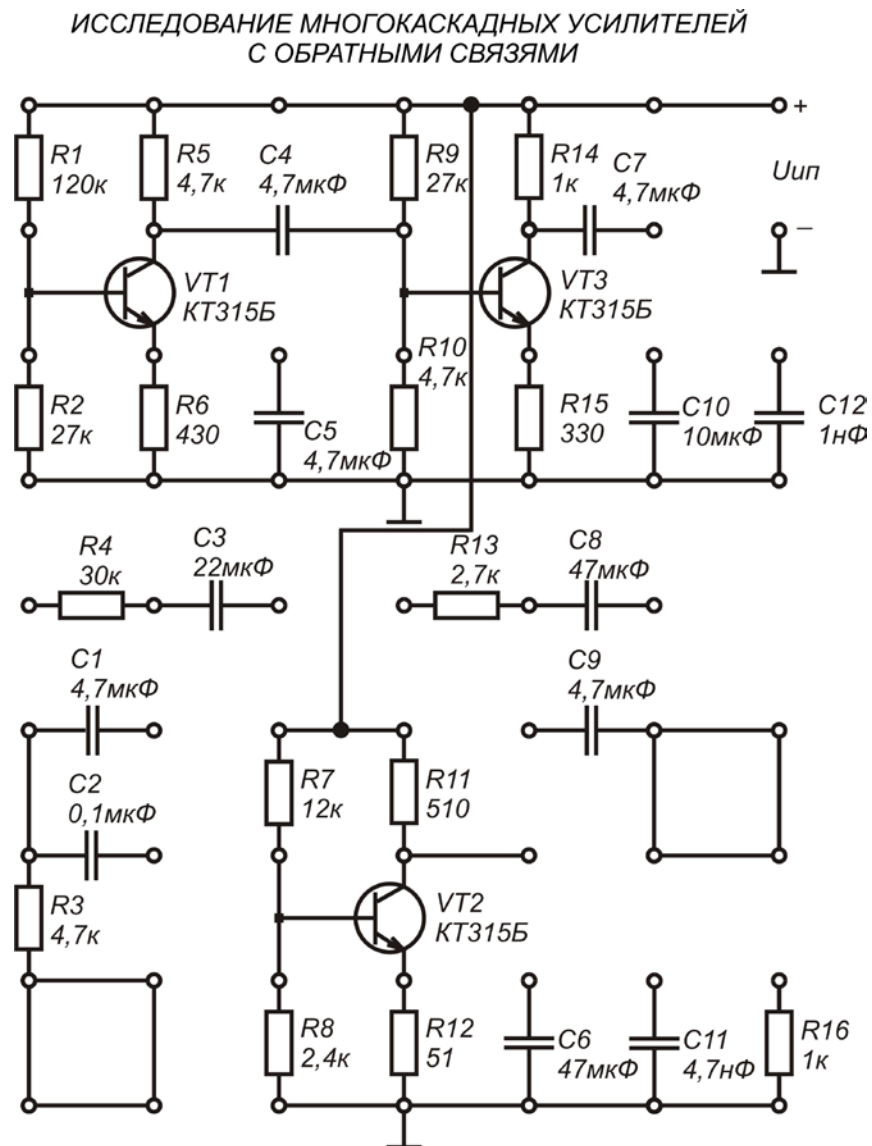 ИССЛЕДОВАНИЕ МНОГОКАСКАДНЫХ УСИЛИТЕЛЕЙ
С ОБРАТНЫМИ СВЯЗЯМИ
+
R1
120к
R5
4,7к
C4
4,7мкФ
R9
27к
R14
1к
C7
4,7мкФ
Uип
–
VT1
КТ315Б
VT3
КТ315Б
R2
27к
R6
430
C5
4,7мкФ
R10
4,7к
R15
330
C10
10мкФ
C12
1нФ
R4
30к
C3
22мкФ
R13
2,7к
C8
47мкФ
C1
4,7мкФ
C9
4,7мкФ
C2
0,1мкФ
R7
12к
R11
510
R3
4,7к
VT2
КТ315Б
R8
2,4к
R12
51
C6
47мкФ
C11
4,7нФ
R16
1к